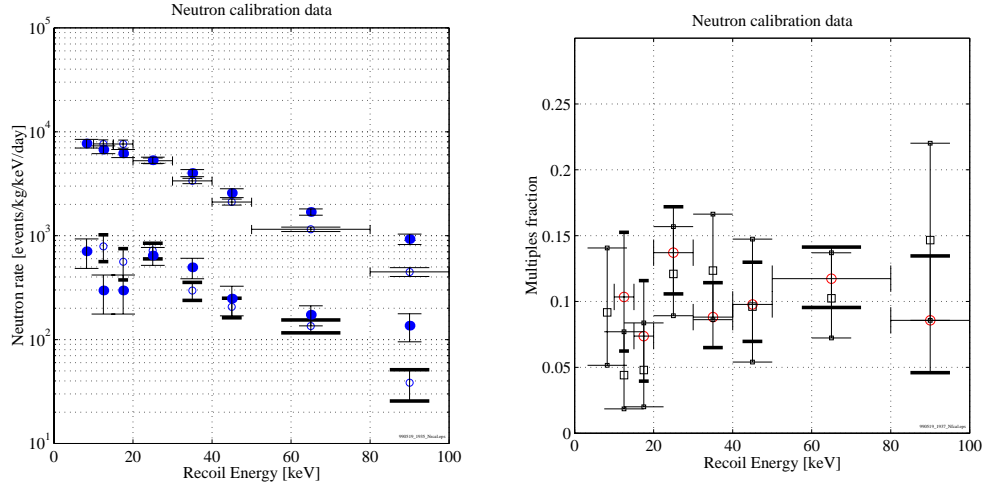 Neutron calibration data
10^5
10^4
10^3
10^2
10^1
Neutron rate [events/kg/keV/day]
0 20 40 60 80 100
Recoil Energy [keV]
Neutron calibration data
0.25
0.2
0.15
0.1
0.05
0
Multiples fraction
0 20 40 60 80 100
Recoil Energy [keV]